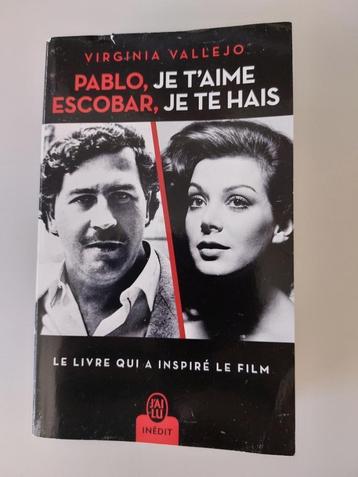 VIRGINIA VALLEJO
PABLO, JE T'AIME
ESCOBAR, JE TE HAIS
LE LIVRE QUI A INSPIRÉ LE FILM
J'AI
LU
INÉDIT